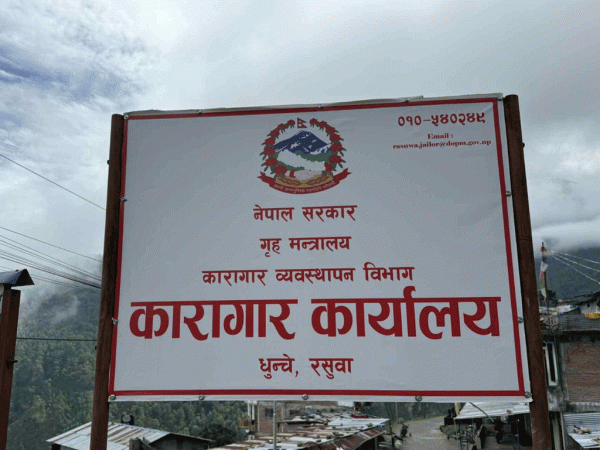 ०१०-५४०२४९
Email :
rasuwa.jailor@dopm.gov.np
नेपाल सरकार
गृह मन्त्रालय
कारागार व्यवस्थापन विभाग
कारागार कार्यालय
धुन्चे, रसुवा